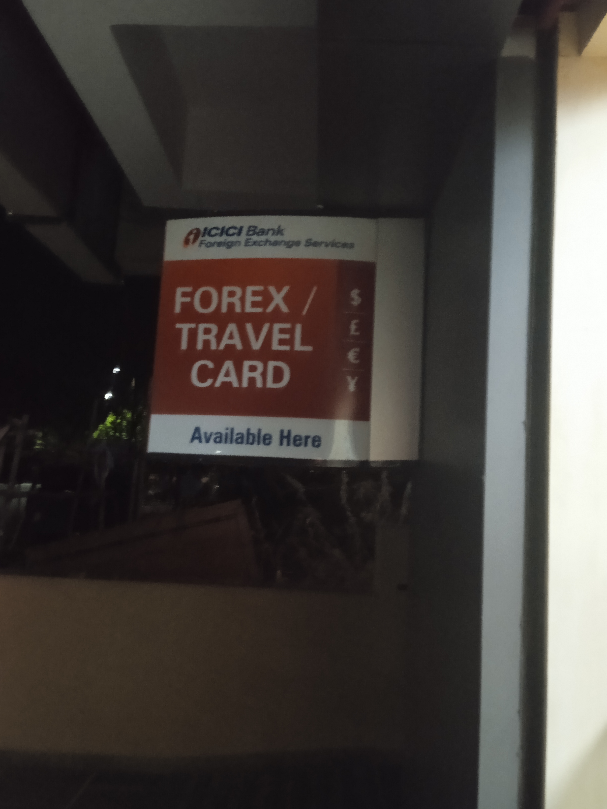 ICICI Bank
Foreign Exchange Services
FOREX /
TRAVEL
CARD
$
£
€
¥
Available Here